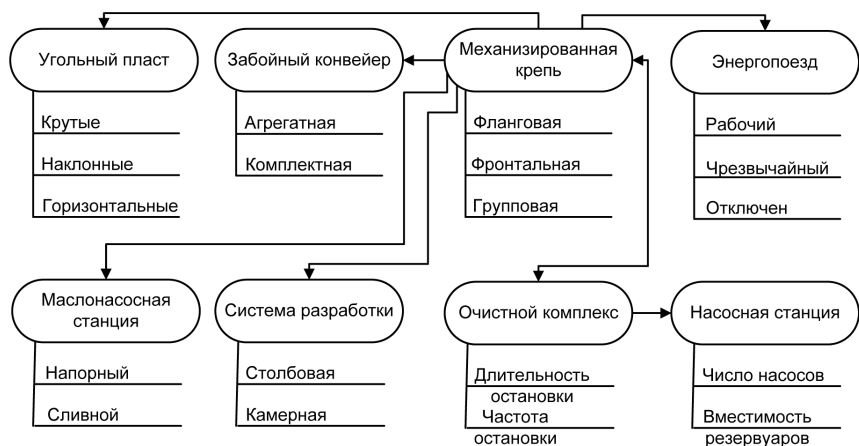 Угольный пласт
Крутые
Наклонные
Горизонтальные
Забойный конвейер
Агрегатная
Комплектная
Механизированная
крепь
Фланговая
Фронтальная
Групповая
Энергопоезд
Рабочий
Чрезвычайный
Отключен
Маслонасосная
станция
Напорный
Сливной
Система разработки
Столбовая
Камерная
Очистной комплекс
Длительность
остановки
Частота
остановки
Насосная станция
Число насосов
Вместимость
резервуаров